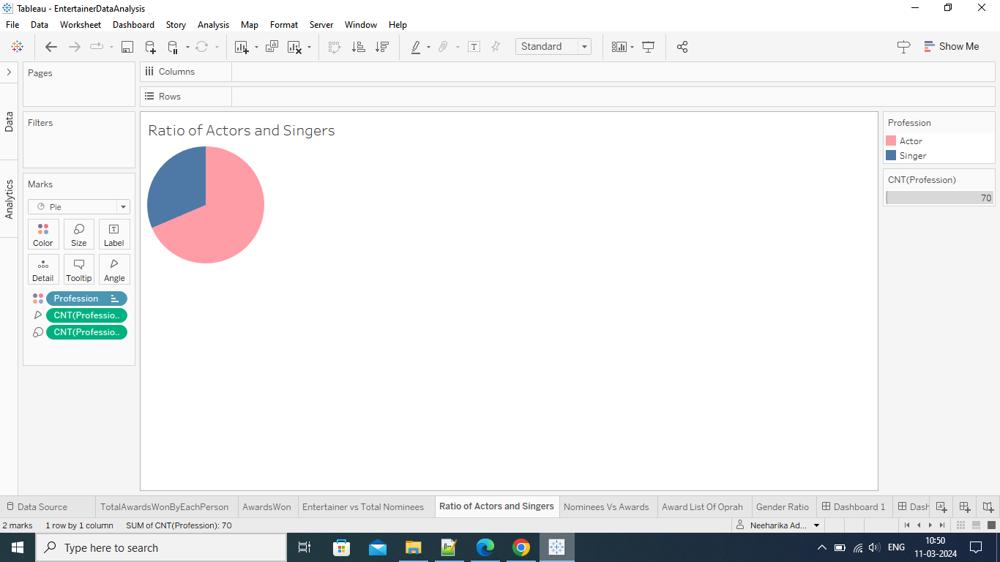 Tableau - EntertainerDataAnalysis
File Data Worksheet Dashboard Story Analysis Map Format Server Window Help
Standard
Show Me
Pages
Columns
Rows
Data
Filters
Ratio of Actors and Singers
Profession
Actor
Singer
CNT(Profession)
70
Analytics
Marks
Pie
Color Size Label
Detail Tooltip Angle
Profession
CNT(Professio..
CNT(Professio..
Data Source TotalAwardsWonByEachPerson AwardsWon Entertainer vs Total Nominees Ratio of Actors and Singers Nominees Vs Awards Award List Of Oprah Gender Ratio Dashboard 1 Dash
2 marks 1 row by 1 column SUM of CNT(Profession): 70 Neeharika Ad...
Type here to search
ENG
10:50
11-03-2024